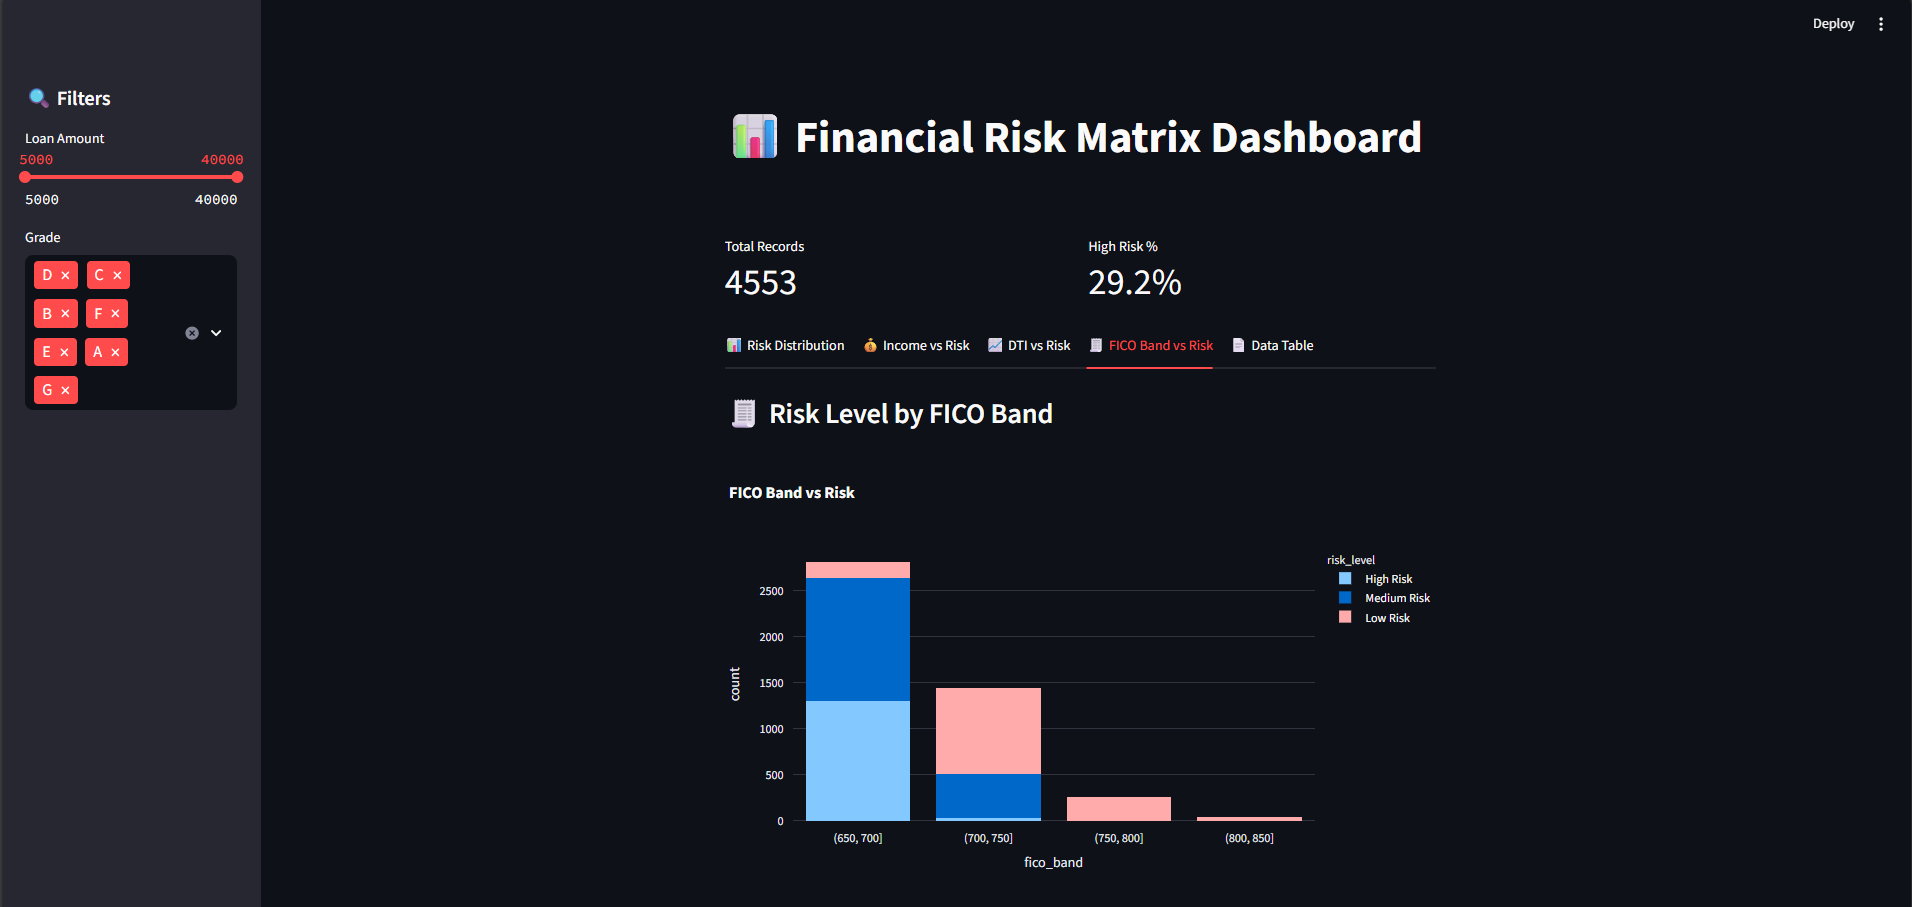 Deploy
Filters
Loan Amount
5000 40000
5000 40000
Grade
D × C ×
B × F ×
E × A ×
G ×
Financial Risk Matrix Dashboard
Total Records
4553
High Risk %
29.2%
Risk Distribution Income vs Risk DTI vs Risk FICO Band vs Risk Data Table
Risk Level by FICO Band
FICO Band vs Risk
risk_level
High Risk
Medium Risk
Low Risk
count
2500
2000
1500
1000
500
0
(650, 700] (700, 750] (750, 800] (800, 850]
fico_band